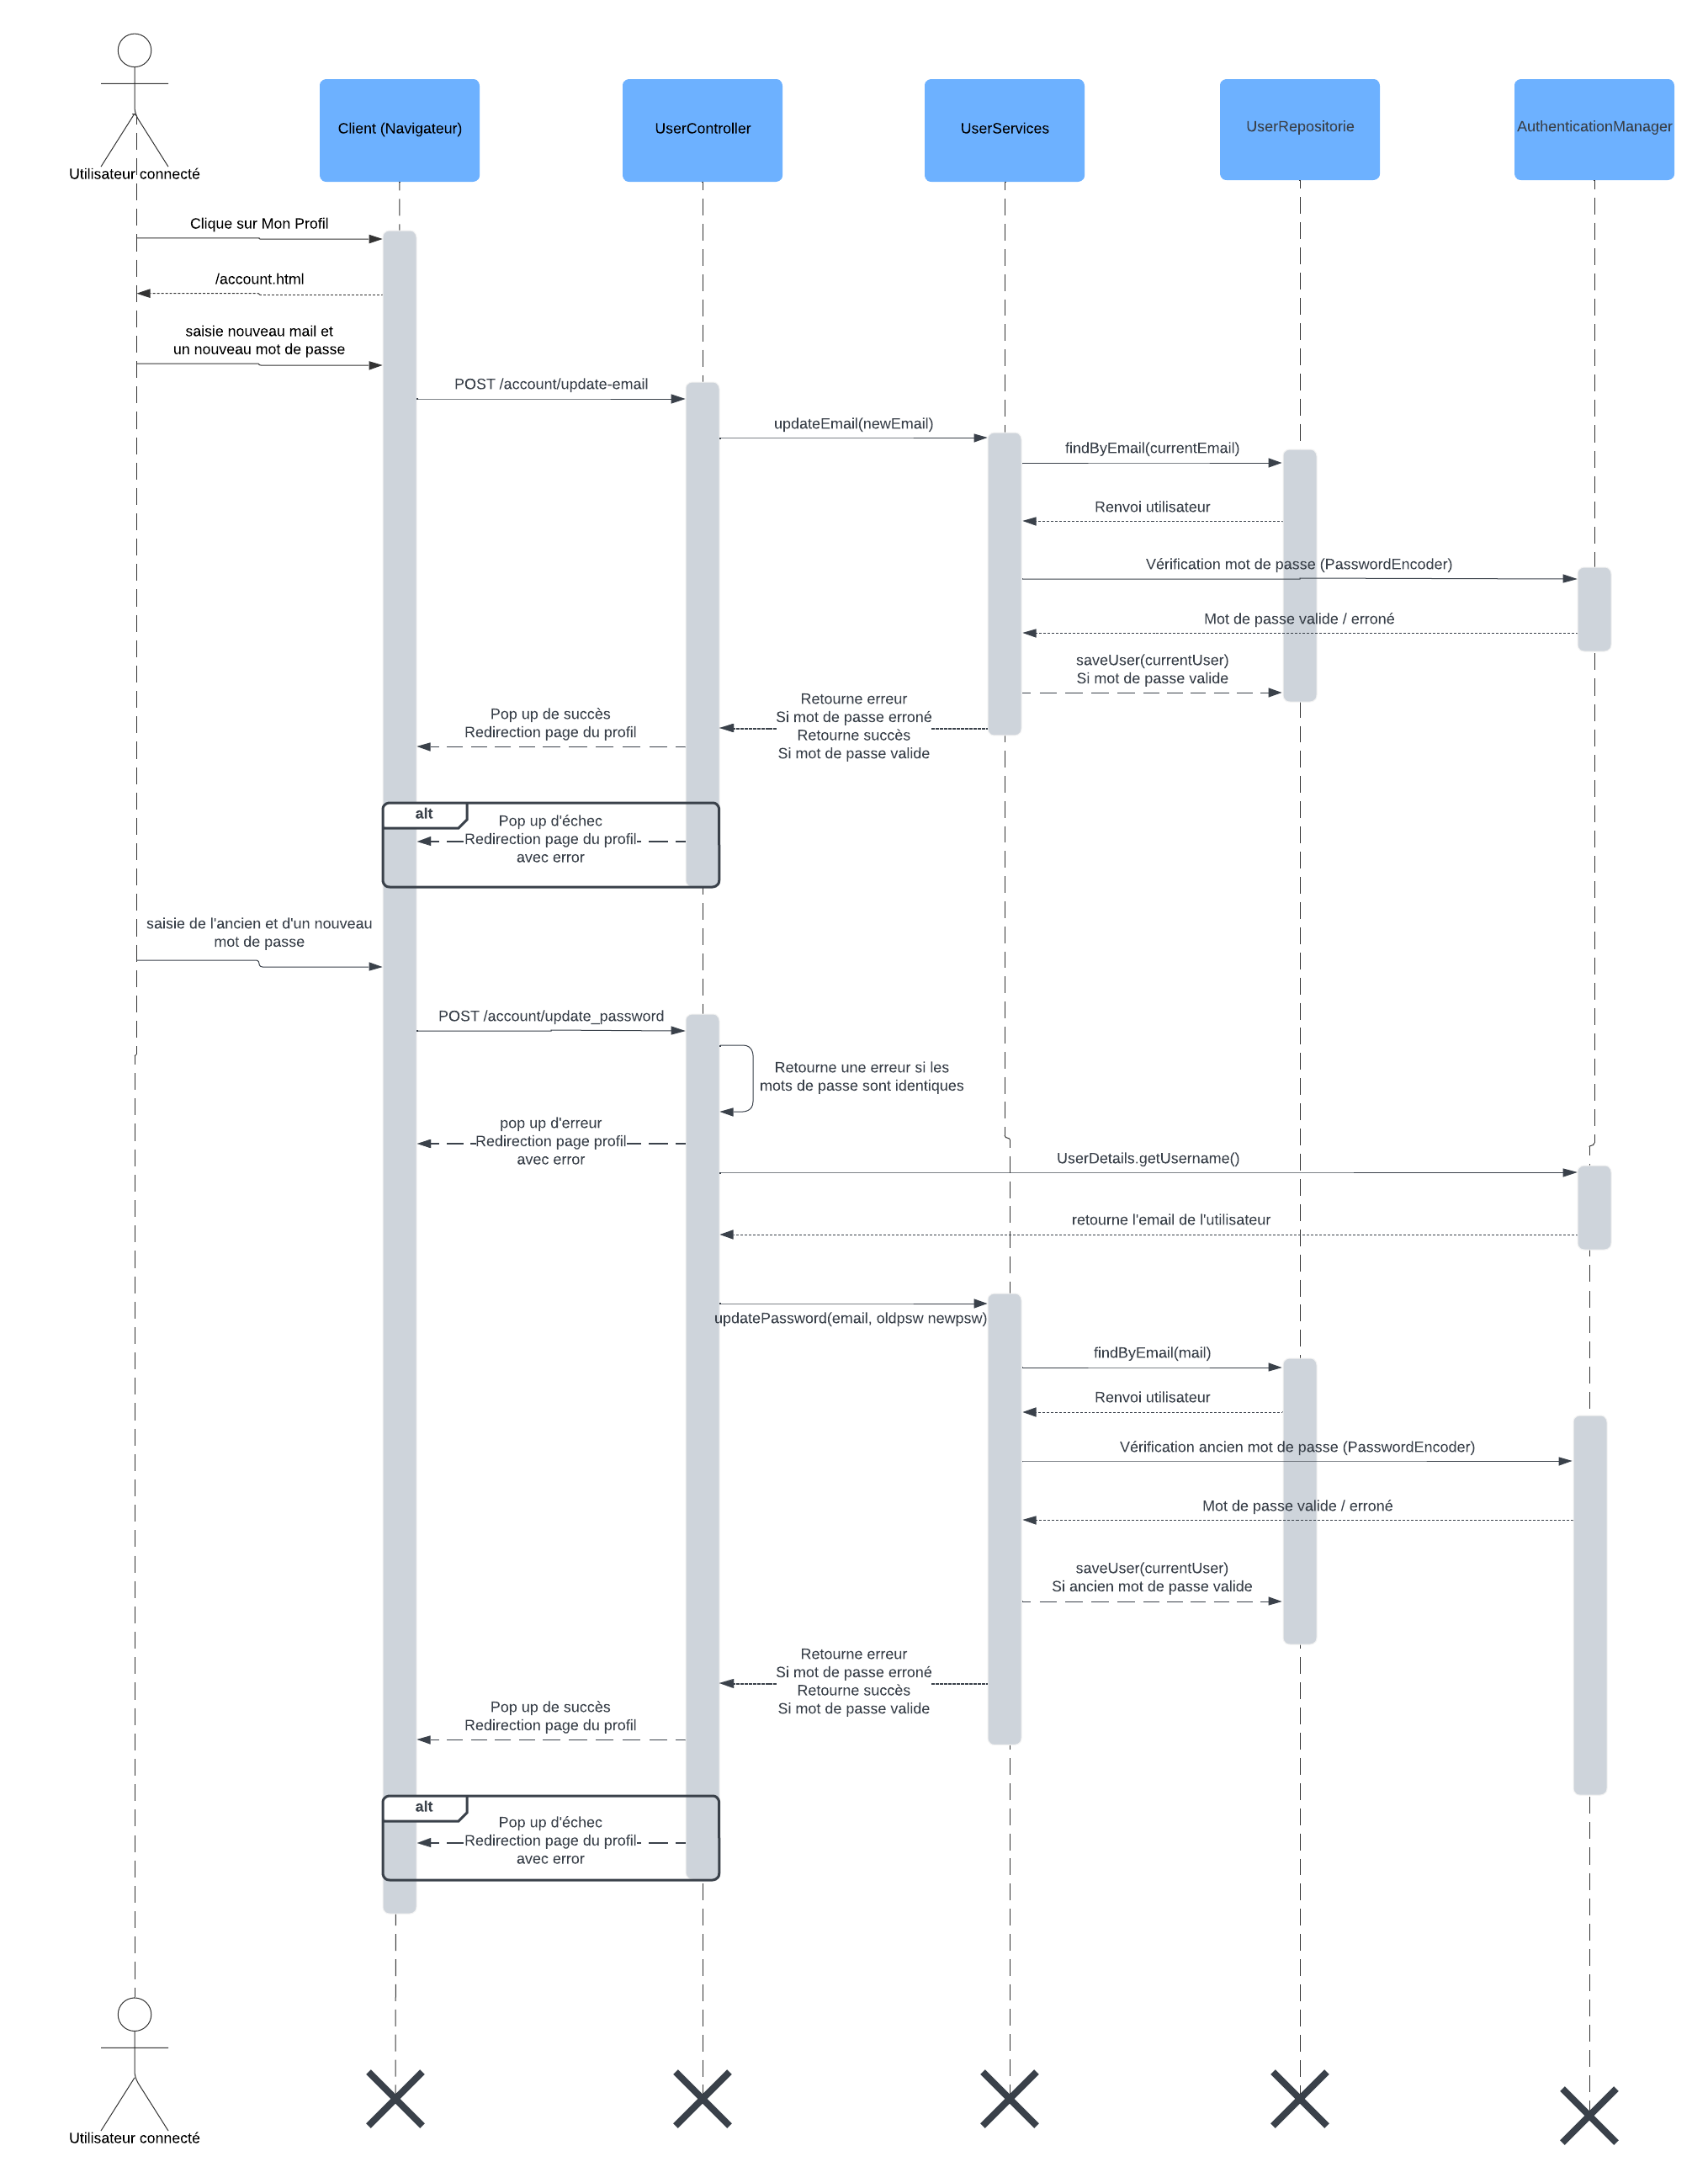 Utilisateur connecté
Client (Navigateur)
UserController
UserServices
UserRepositorie
AuthenticationManager
Clique sur Mon Profil
/account.html
saisie nouveau mail et
un nouveau mot de passe
POST /account/update-email
updateEmail(newEmail)
findByEmail(currentEmail)
Renvoi utilisateur
Vérification mot de passe (PasswordEncoder)
Mot de passe valide / erroné
saveUser(currentUser)
Si mot de passe valide
Retourne erreur
Si mot de passe erroné
Retourne succès
Si mot de passe valide
Pop up de succès
Redirection page du profil
alt
Pop up d'échec
Redirection page du profil
avec error
saisie de l'ancien et d'un nouveau
mot de passe
POST /account/update_password
Retourne une erreur si les
mots de passe sont identiques
pop up d'erreur
Redirection page profil
avec error
UserDetails.getUsername()
retourne l'email de l'utilisateur
updatePassword(email, oldpsw newpsw)
findByEmail(mail)
Renvoi utilisateur
Vérification ancien mot de passe (PasswordEncoder)
Mot de passe valide / erroné
saveUser(currentUser)
Si ancien mot de passe valide
Retourne erreur
Si mot de passe erroné
Retourne succès
Si mot de passe valide
Pop up de succès
Redirection page du profil
alt
Pop up d'échec
Redirection page du profil
avec error
Utilisateur connecté